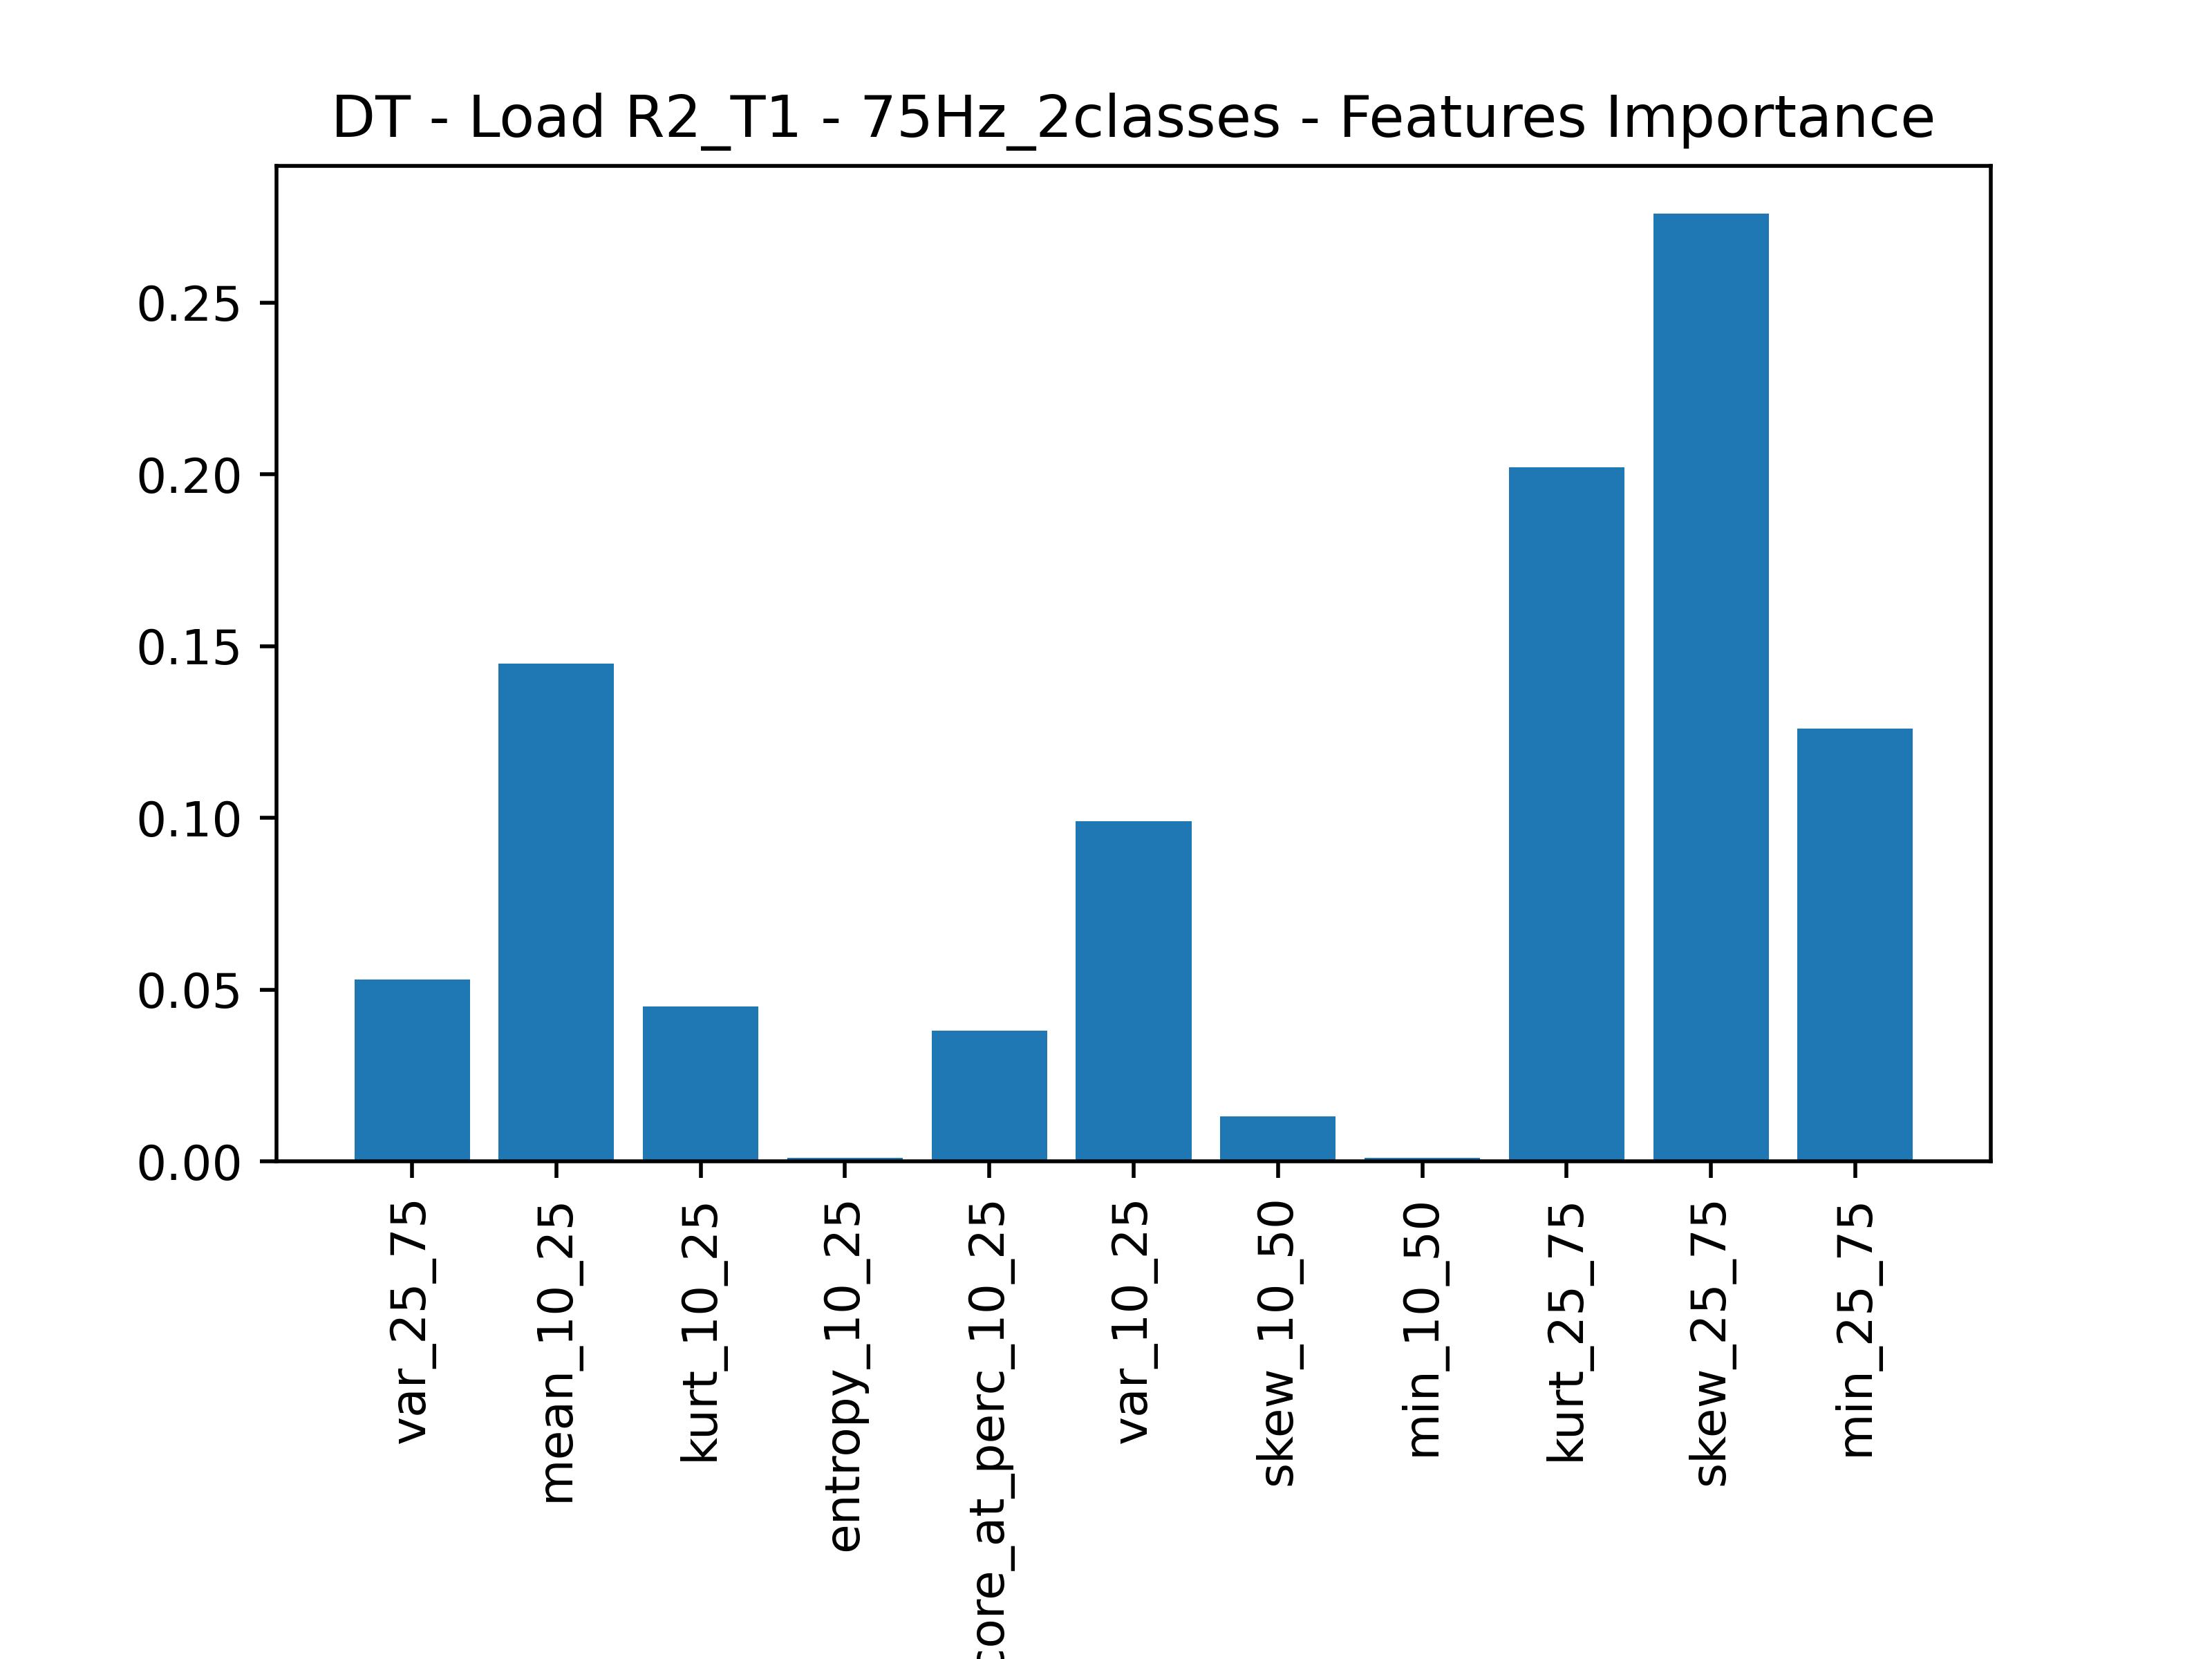 DT - Load R2_T1 - 75Hz_2classes - Features Importance
0.25
0.20
0.15
0.10
0.05
0.00
var_25_75
mean_10_25
kurt_10_25
entropy_10_25
core_at_perc_10_25
var_10_25
skew_10_50
min_10_50
kurt_25_75
skew_25_75
min_25_75